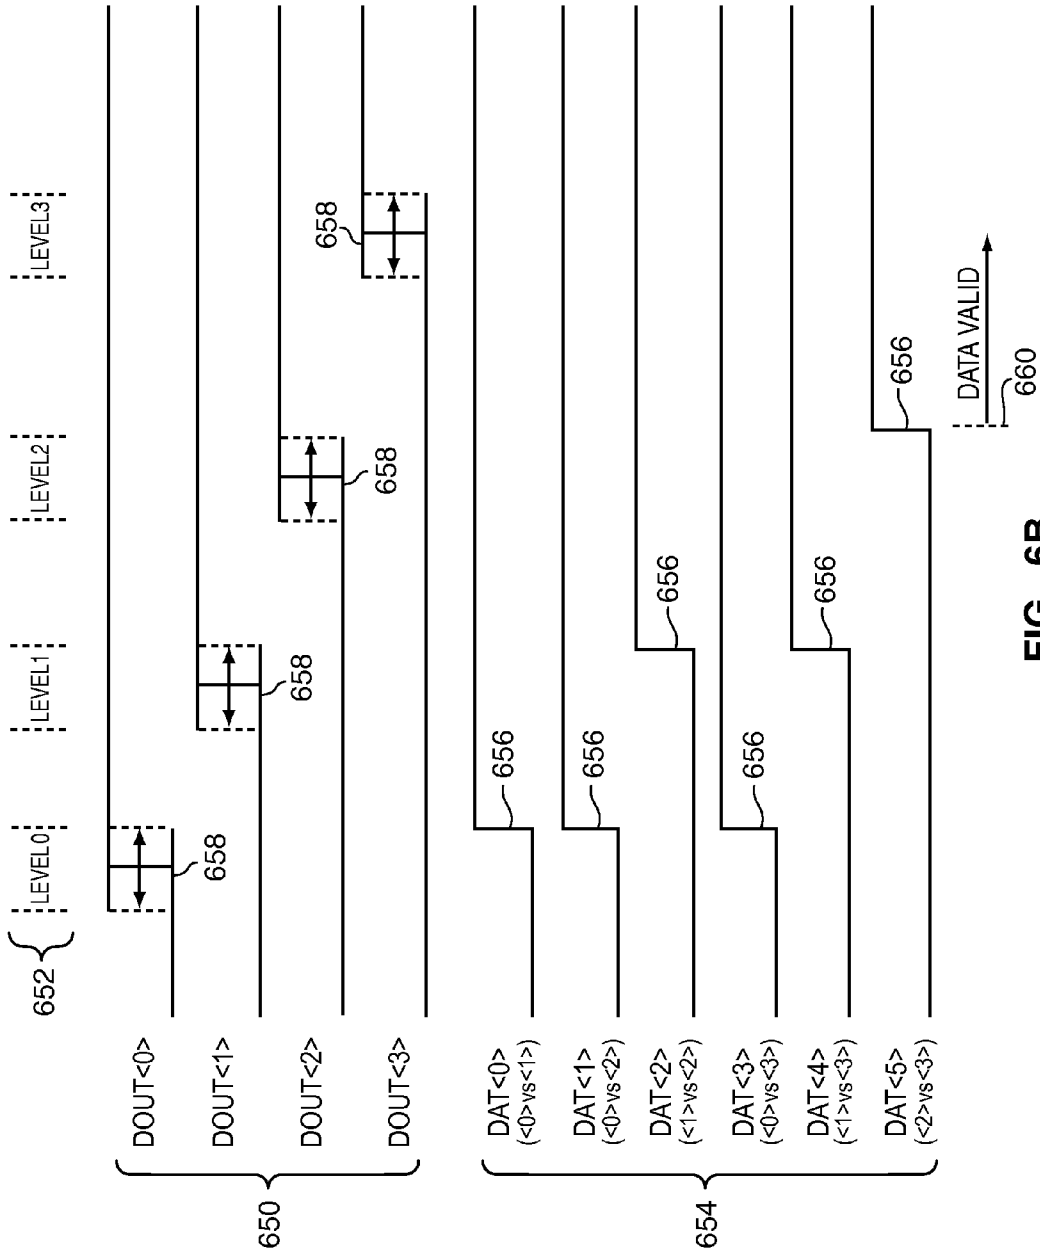 652
LEVEL0
LEVEL1
LEVEL2
LEVEL3
650
DOUT<0>
658
DOUT<1>
658
DOUT<2>
658
DOUT<3>
658
654
DAT<0>
(<0>vs<1>)
656
DAT<1>
(<0>vs<2>)
656
DAT<2>
(<1>vs<2>)
656
DAT<3>
(<0>vs<3>)
656
DAT<4>
(<1>vs<3>)
656
DAT<5>
(<2>vs<3>)
656
DATA VALID
660
FIG. 6B